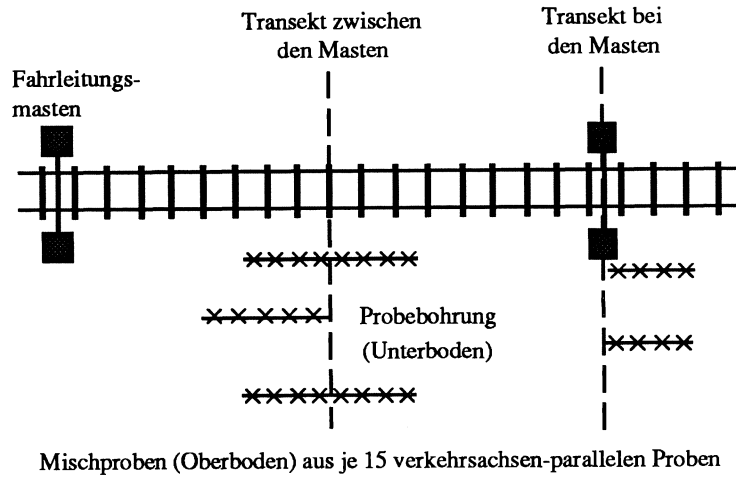 Transekt zwischen
den Masten
Transekt bei
den Masten
Fahrleitungs-
masten
Probebohrung
(Unterboden)
Mischproben (Oberboden) aus je 15 verkehrsachsen-parallelen Proben